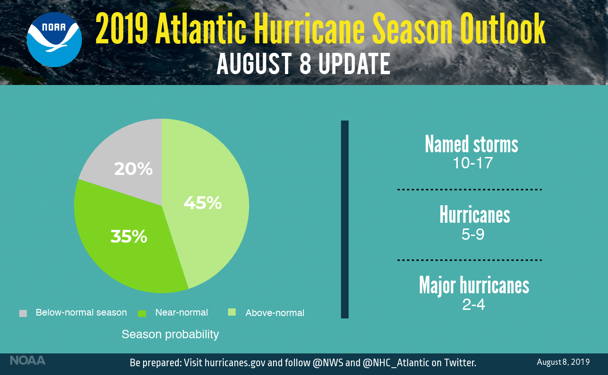 NOAA
2019 Atlantic Hurricane Season Outlook
AUGUST 8 UPDATE
20%
45%
35%
Below-normal season
Near-normal
Above-normal
Season probability
Named storms
10-17
Hurricanes
5-9
Major hurricanes
2-4
NOAA
Be prepared: Visit hurricanes.gov and follow @NWS and @NHC_Atlantic on Twitter.
August 8, 2019